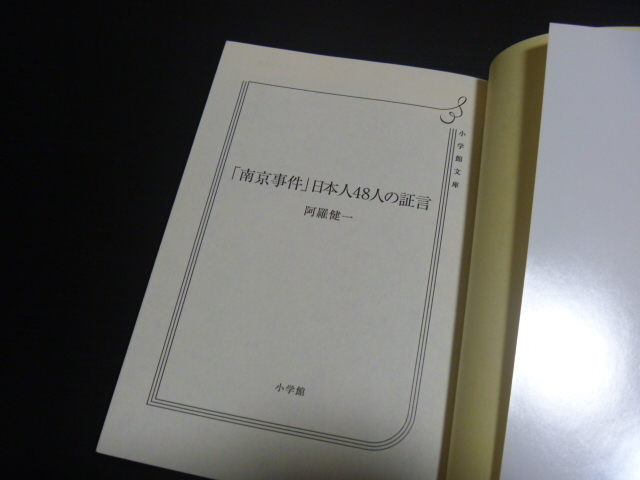 小学館文庫
「南京事件」日本人48人の証言
阿羅健一
小学館